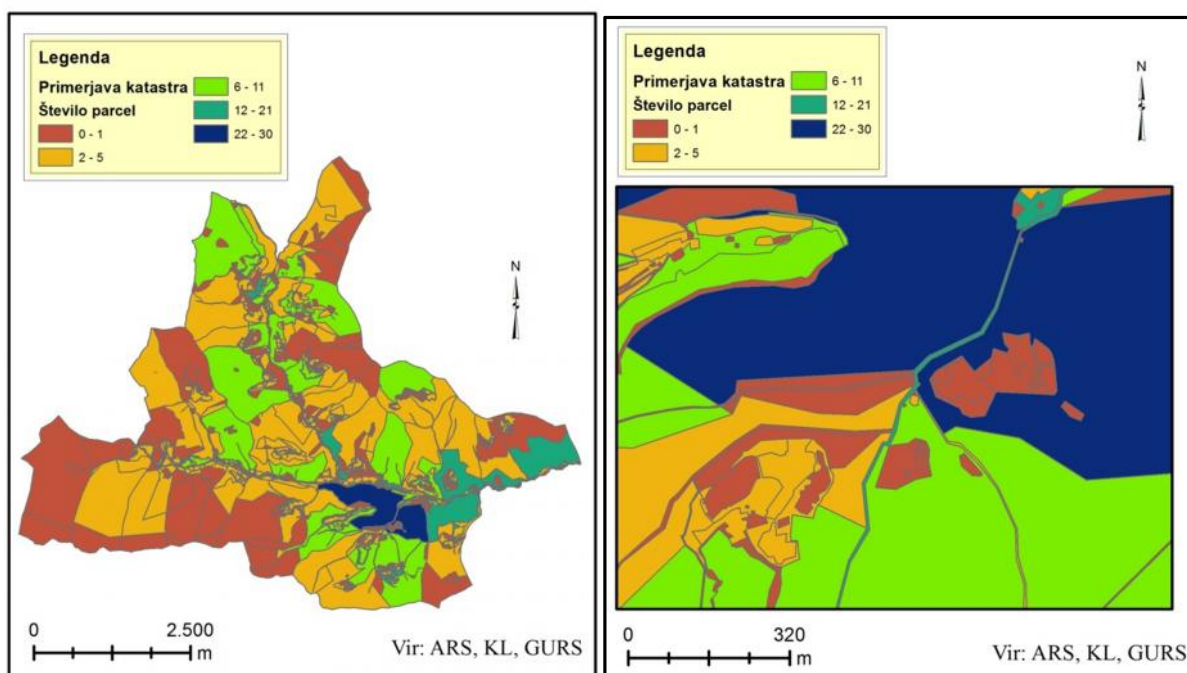 Legenda
Primerjava katastra
Število parcel
0 - 1
2 - 5
6 - 11
12 - 21
22 - 30
N
0 2.500
m
Vir: ARS, KL, GURS
Legenda
Primerjava katastra
Število parcel
0 - 1
2 - 5
6 - 11
12 - 21
22 - 30
N
0 320
m
Vir: ARS, KL, GURS